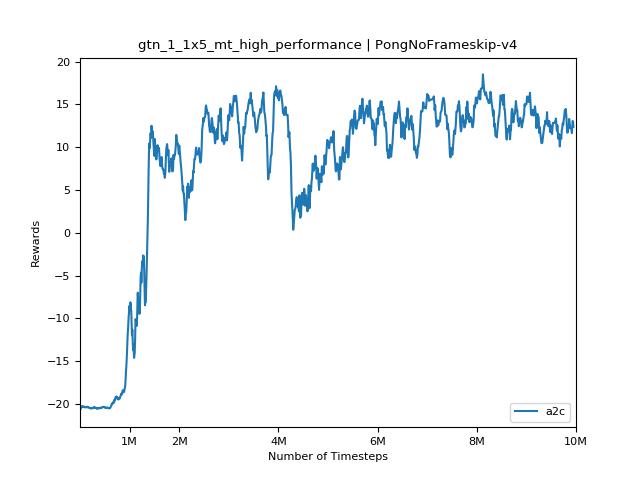 gtn_1_1x5_mt_high_performance | PongNoFrameskip-v4
20
15
10
5
0
−5
−10
−15
−20
Rewards
a2c
1M 2M 4M 6M 8M 10M
Number of Timesteps